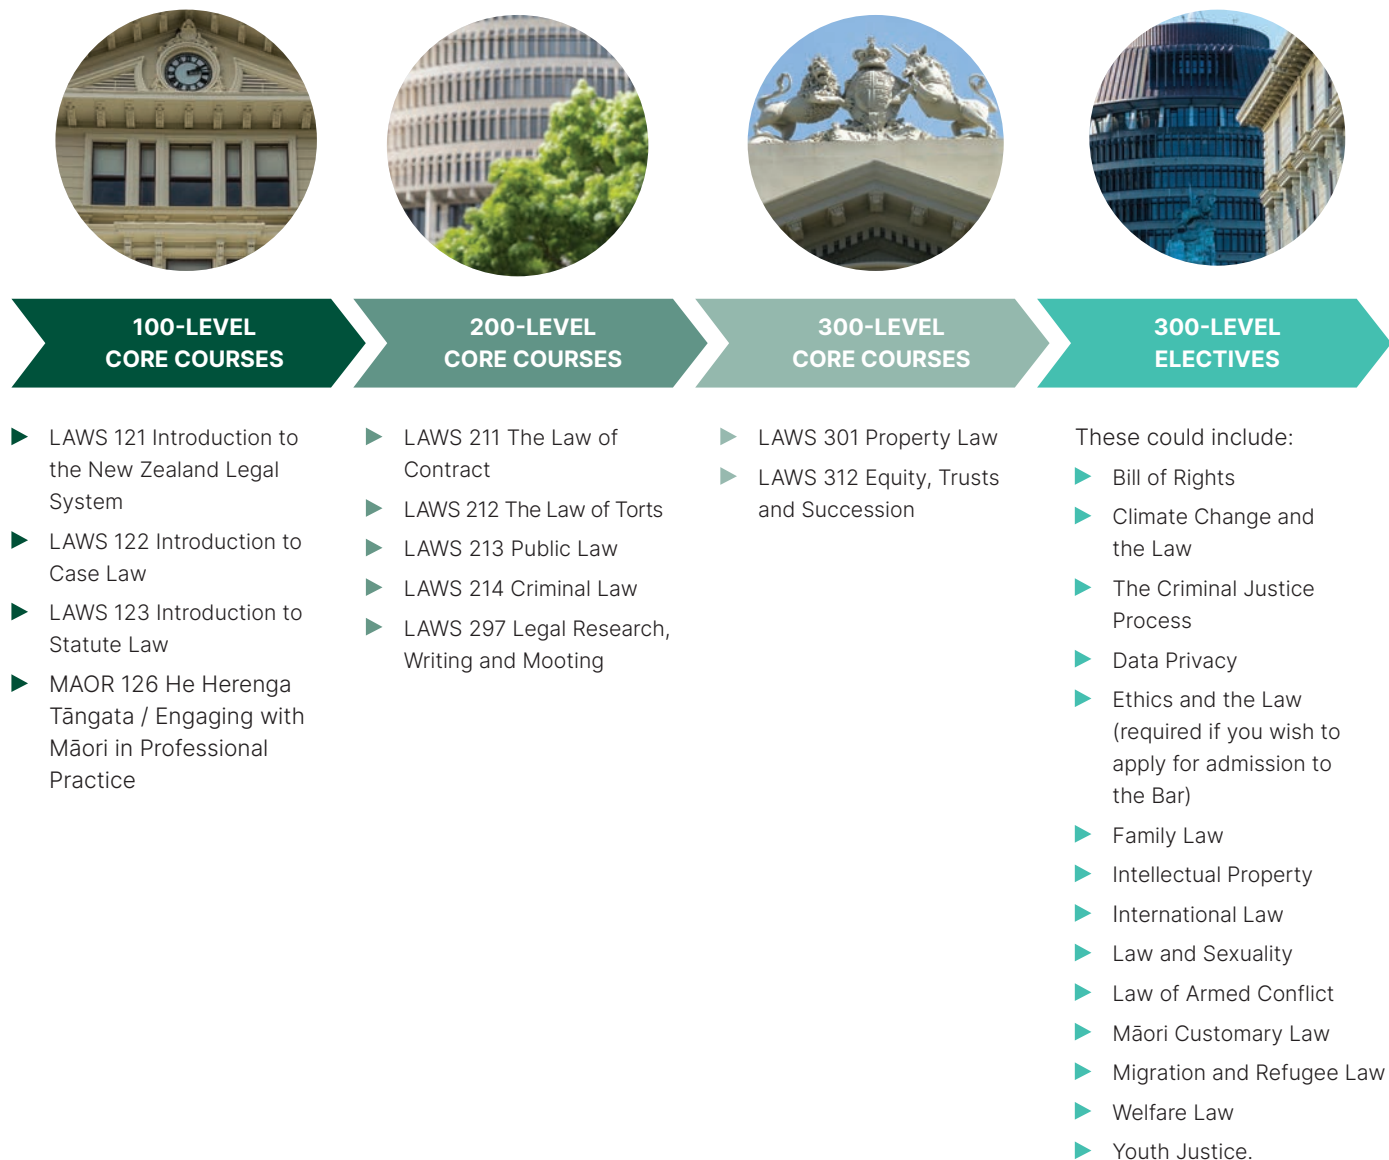 100-LEVEL
CORE COURSES
LAWS 121 Introduction to
the New Zealand Legal
System
LAWS 122 Introduction to
Case Law
LAWS 123 Introduction to
Statute Law
MAOR 126 He Herenga
Tāngata / Engaging with
Māori in Professional
Practice
200-LEVEL
CORE COURSES
LAWS 211 The Law of
Contract
LAWS 212 The Law of Torts
LAWS 213 Public Law
LAWS 214 Criminal Law
LAWS 297 Legal Research,
Writing and Mooting
300-LEVEL
CORE COURSES
LAWS 301 Property Law
LAWS 312 Equity, Trusts
and Succession
300-LEVEL
ELECTIVES
These could include:
Bill of Rights
Climate Change and
the Law
The Criminal Justice
Process
Data Privacy
Ethics and the Law
(required if you wish to
apply for admission to
the Bar)
Family Law
Intellectual Property
International Law
Law and Sexuality
Law of Armed Conflict
Māori Customary Law
Migration and Refugee Law
Welfare Law
Youth Justice.